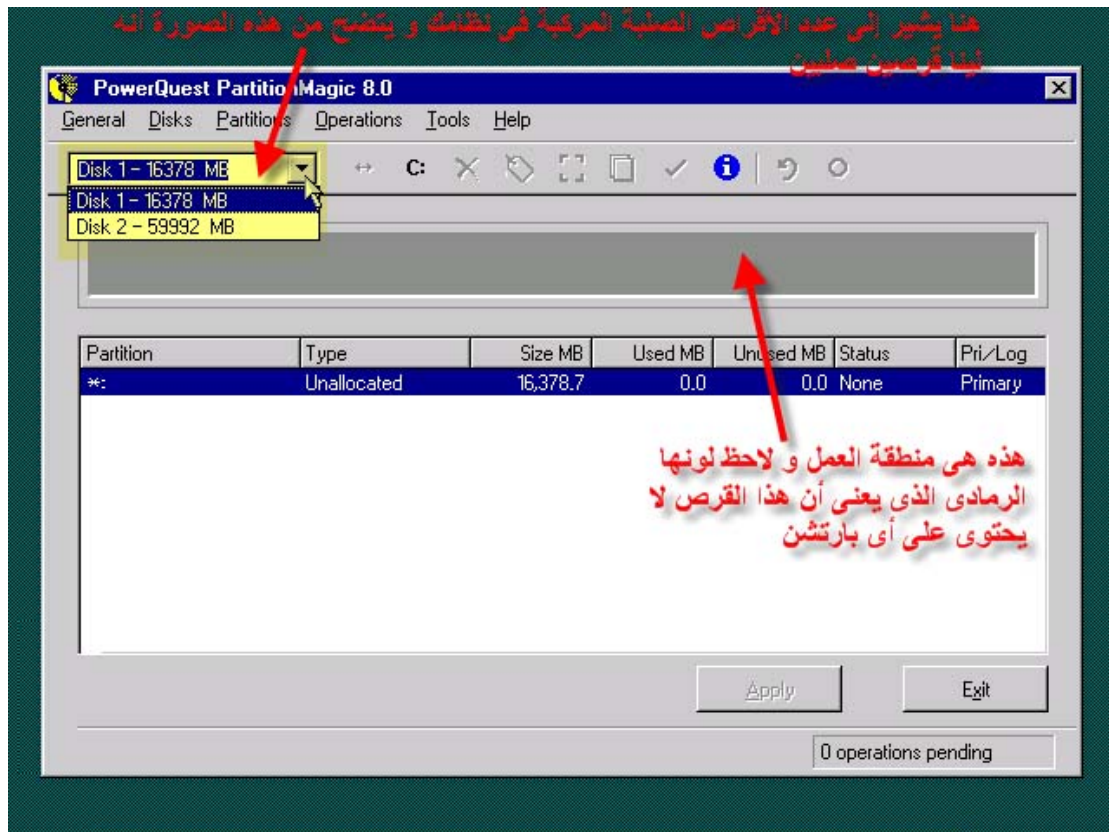 هنا يشير إلى عدد الأقراص الصلبة المركبة فى نظامك و يتضح من هذه الصورة أنه
لينا قرصين صلبين
PowerQuest PartitionMagic 8.0
General Disks Partitions Operations Tools Help
Disk 1 - 16378 MB C:
Disk 1 - 16378 MB
Disk 2 - 59992 MB
Partition Type Size MB Used MB Unused MB Status Pri/Log
*: Unallocated 16,378.7 0.0 0.0 None Primary
هذه هى منطقة العمل و لاحظ لونها
الرمادى الذى يعنى أن هذا القرص لا
يحتوى على أى بارتشن
Apply Exit
0 operations pending